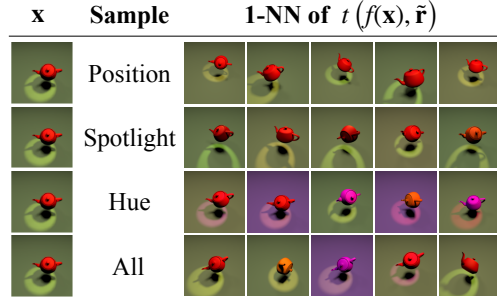 x Sample 1-NN of t (f(x), r̃)
Position
Spotlight
Hue
All